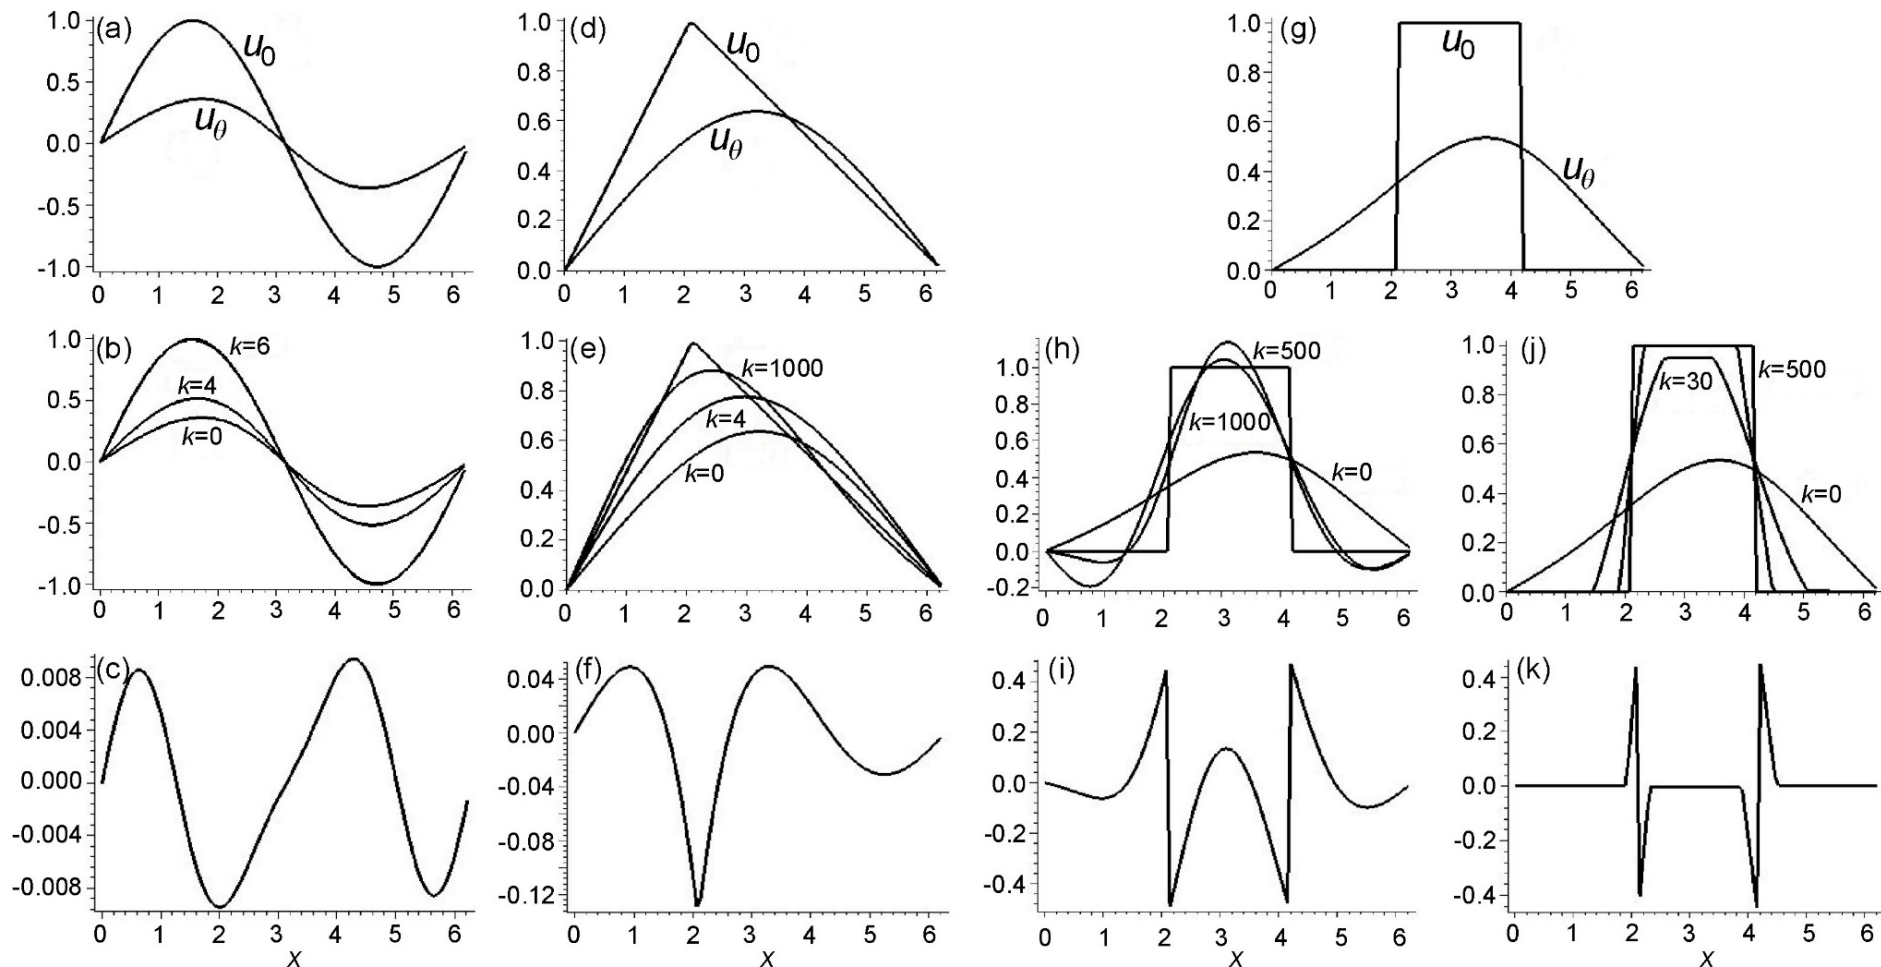 (a)
1.0
0.5
0.0
-0.5
-1.0
u0
uθ
0 1 2 3 4 5 6
(d)
1.0
0.8
0.6
0.4
0.2
0.0
u0
uθ
0 1 2 3 4 5 6
(g)
1.0
0.8
0.6
0.4
0.2
0.0
u0
uθ
0 1 2 3 4 5 6
(b)
1.0
0.5
0.0
-0.5
-1.0
k=6
k=4
k=0
0 1 2 3 4 5 6
(e)
1.0
0.8
0.6
0.4
0.2
0.0
k=1000
k=4
k=0
0 1 2 3 4 5 6
(h)
1.0
0.8
0.6
0.4
0.2
0.0
-0.2
k=500
k=1000
k=0
0 1 2 3 4 5 6
(j)
1.0
0.8
0.6
0.4
0.2
0.0
k=500
k=30
k=0
0 1 2 3 4 5 6
(c)
0.008
0.004
0.000
-0.004
-0.008
0 1 2 3 4 5 6
x
(f)
0.04
0.00
-0.04
-0.08
-0.12
0 1 2 3 4 5 6
x
(i)
0.4
0.2
0.0
-0.2
-0.4
0 1 2 3 4 5 6
x
(k)
0.4
0.2
0.0
-0.2
-0.4
0 1 2 3 4 5 6
x